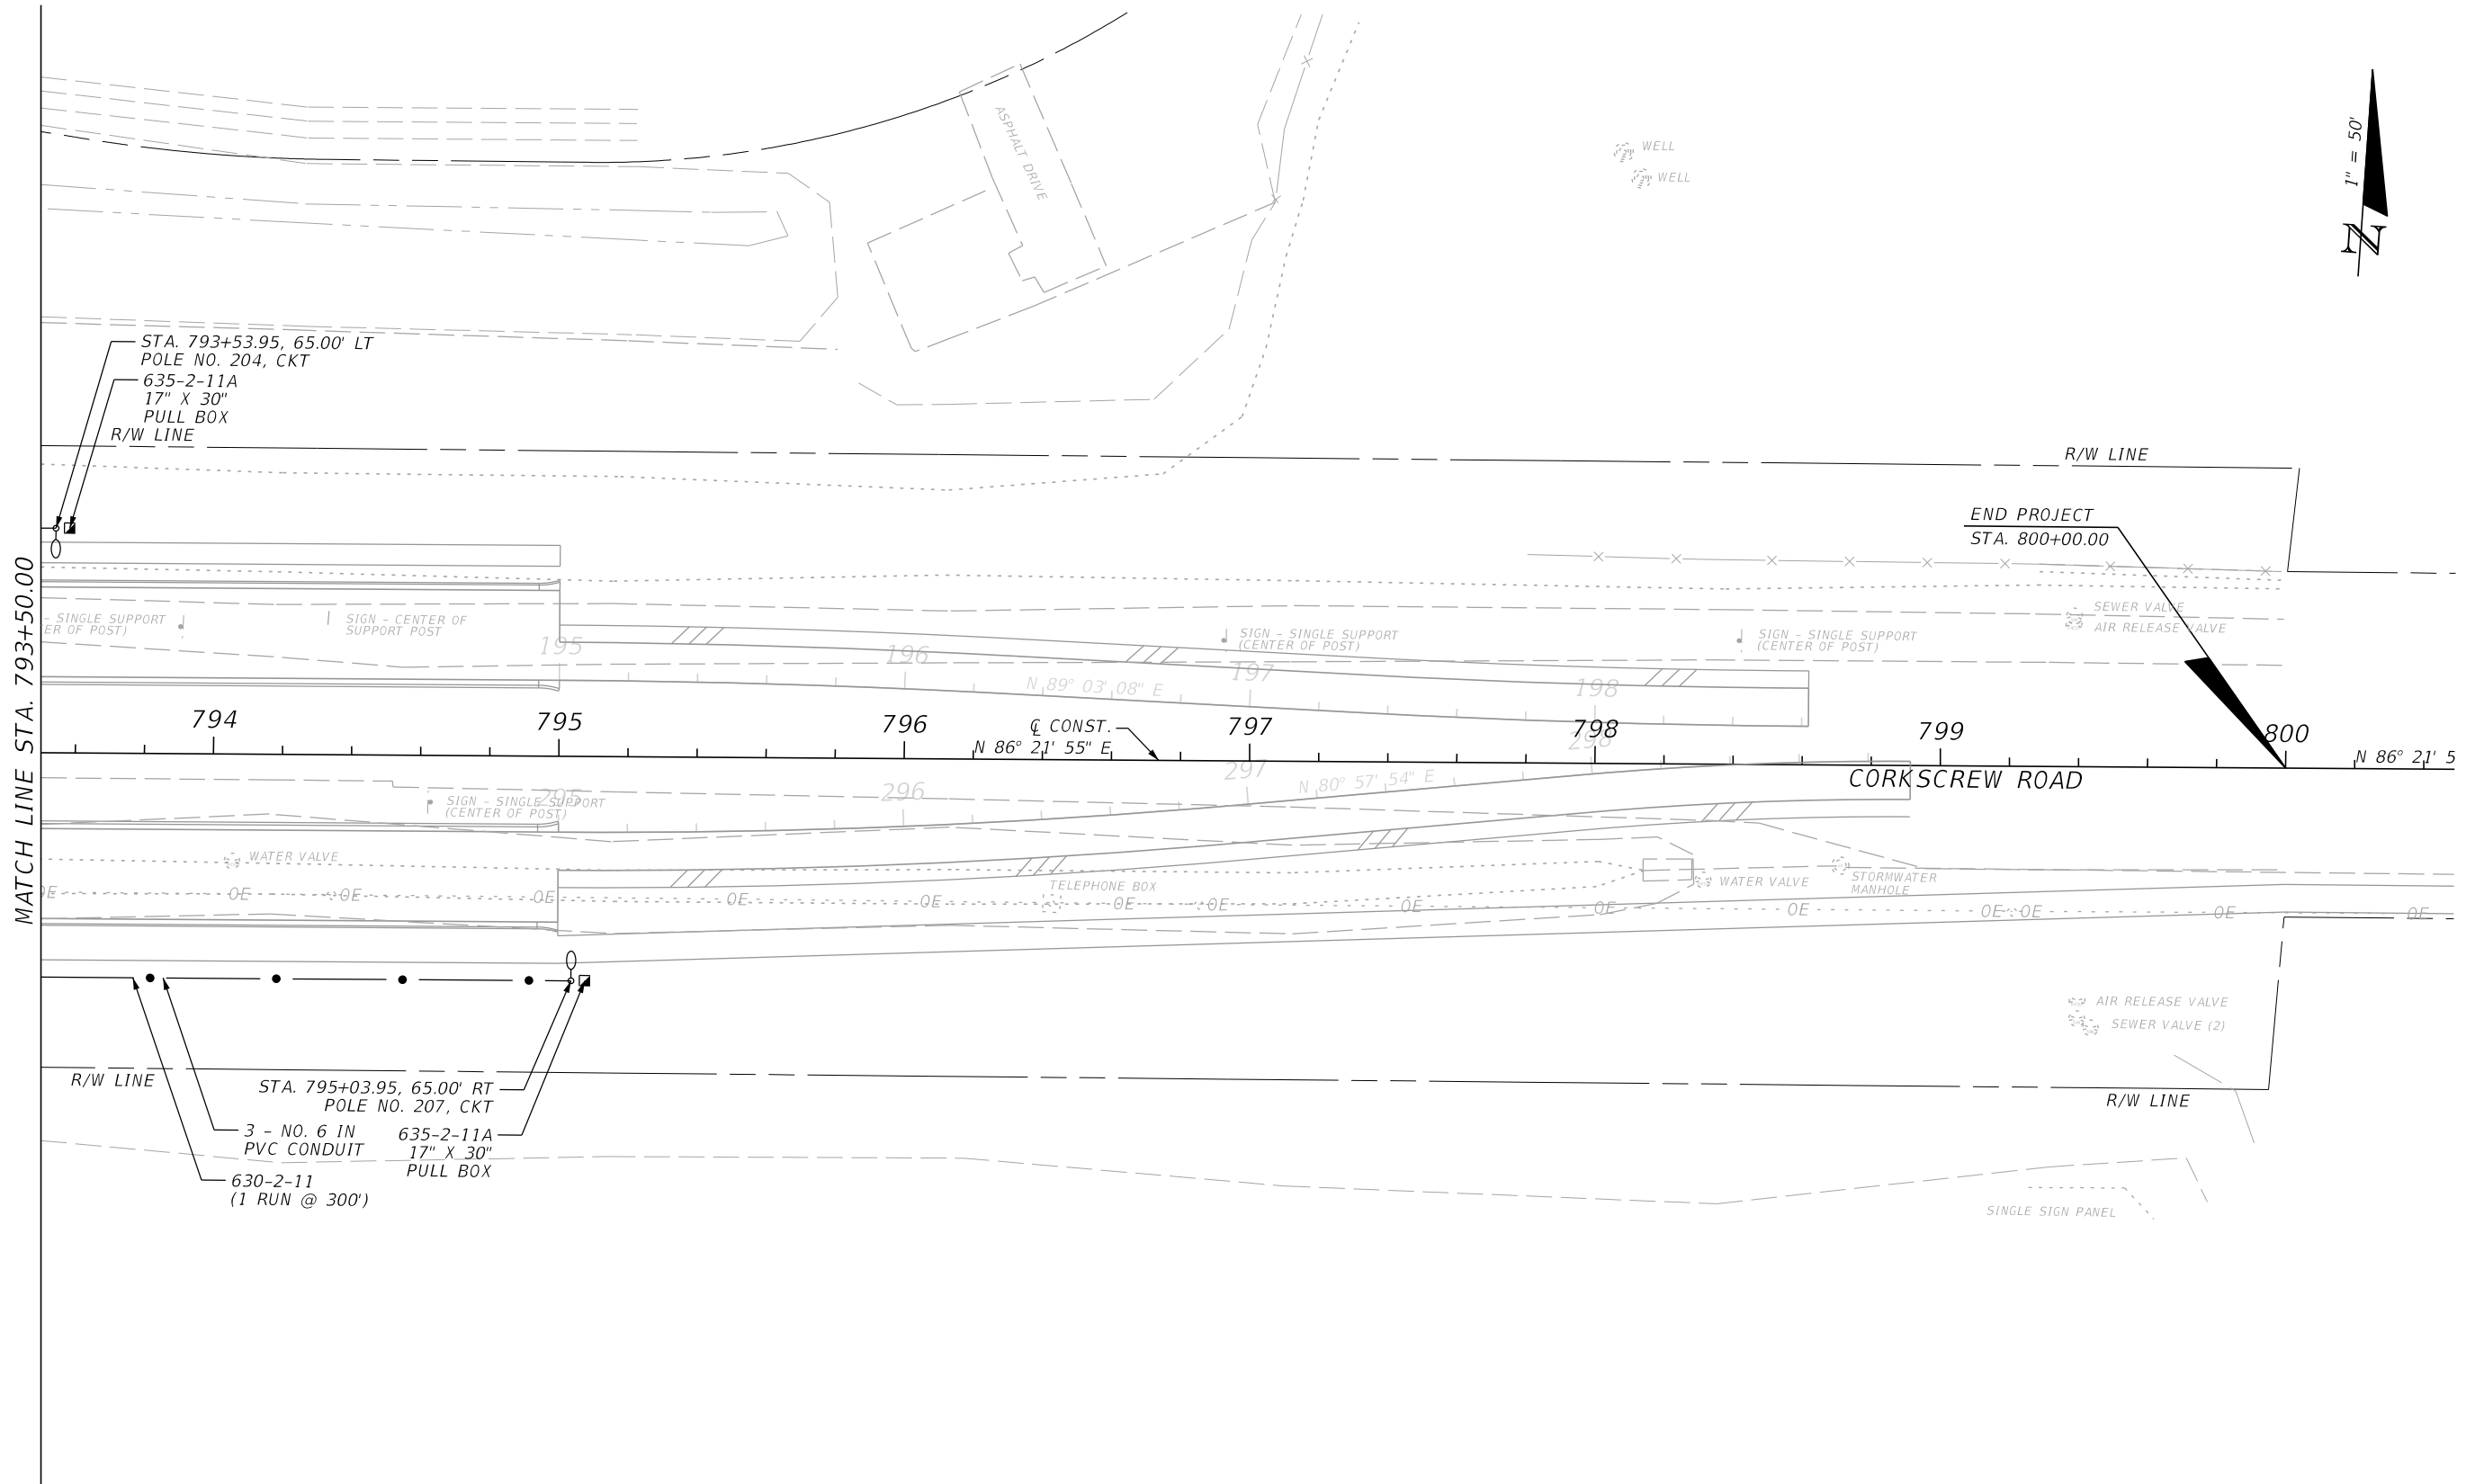 ASPHALT DRIVE
WELL
WELL
1" = 50'
N
STA. 793+53.95, 65.00' LT
POLE NO. 204, CKT
635-2-11A
17" X 30"
PULL BOX
R/W LINE
R/W LINE
END PROJECT
STA. 800+00.00
MATCH LINE STA. 793+50.00
- SINGLE SUPPORT
ER OF POST)
SIGN - CENTER OF
SUPPORT POST
195
196
197
198
SIGN - SINGLE SUPPORT
(CENTER OF POST)
SIGN - SINGLE SUPPORT
(CENTER OF POST)
SEWER VALVE
AIR RELEASE VALVE
N 89° 03' 08" E
794
795
796
797
798
799
800
℄ CONST.
N 86° 21' 55" E
N 86° 21' 5
CORKSCREW ROAD
295
296
297
298
N 80° 57' 54" E
SIGN - SINGLE SUPPORT
(CENTER OF POST)
WATER VALVE
TELEPHONE BOX
WATER VALVE
STORMWATER
MANHOLE
OE OE OE OE OE OE OE OE OE OE OE OE OE OE OE
AIR RELEASE VALVE
SEWER VALVE (2)
R/W LINE
R/W LINE
STA. 795+03.95, 65.00' RT
POLE NO. 207, CKT
3 - NO. 6 IN
PVC CONDUIT
635-2-11A
17" X 30"
PULL BOX
630-2-11
(1 RUN @ 300')
SINGLE SIGN PANEL